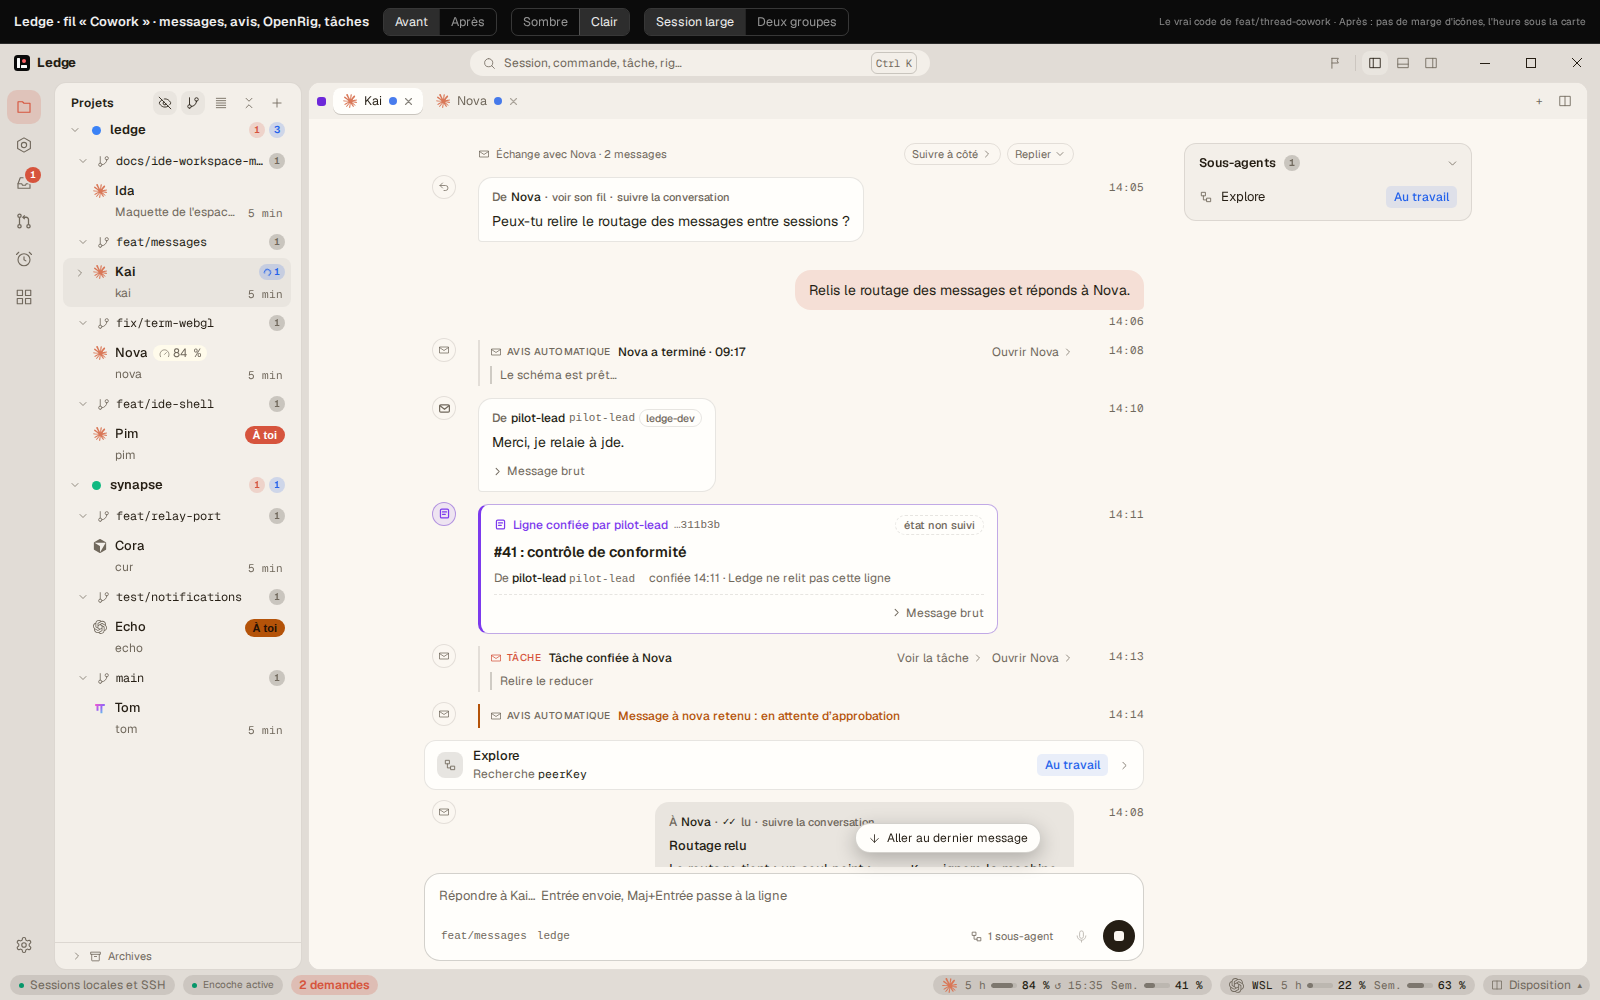 Ledge · fil « Cowork » · messages, avis, OpenRig, tâches
Avant Après
Sombre Clair
Session large Deux groupes
Le vrai code de feat/thread-cowork · Après : pas de marge d'icônes, l'heure sous la carte
Ledge
Session, commande, tâche, rig… Ctrl K
Projets
ledge 1 3
docs/ide-workspace-m… 1
Ida
Maquette de l'espac… 5 min
feat/messages 1
Kai 1
kai 5 min
fix/term-webgl 1
Nova 84 %
nova 5 min
feat/ide-shell 1
Pim À toi
pim
synapse 1 1
feat/relay-port 1
Cora
cur 5 min
test/notifications 1
Echo À toi
echo
main 1
Tom
tom 5 min
Archives
1
Kai
Nova
Échange avec Nova · 2 messages
Suivre à côté
Replier
De Nova · voir son fil · suivre la conversation
Peux-tu relire le routage des messages entre sessions ?
14:05
Relis le routage des messages et réponds à Nova.
14:06
AVIS AUTOMATIQUE Nova a terminé · 09:17 Ouvrir Nova
14:08
Le schéma est prêt…
De pilot-lead pilot-lead ledge-dev
14:10
Merci, je relaie à jde.
Message brut
Ligne confiée par pilot-lead …311b3b état non suivi
14:11
#41 : contrôle de conformité
De pilot-lead pilot-lead confiée 14:11 · Ledge ne relit pas cette ligne
Message brut
TÂCHE Tâche confiée à Nova Voir la tâche Ouvrir Nova
14:13
Relire le reducer
AVIS AUTOMATIQUE Message à nova retenu : en attente d'approbation
14:14
Explore
Recherche peerKey
Au travail
À Nova · lu · suivre la conversation
14:08
Routage relu
Aller au dernier message
Répondre à Kai… Entrée envoie, Maj+Entrée passe à la ligne
feat/messages ledge
1 sous-agent
Sous-agents 1
Explore Au travail
Sessions locales et SSH
Encoche active
2 demandes
5 h 84 % 15:35 Sem. 41 %
WSL 5 h 22 % Sem. 63 %
Disposition